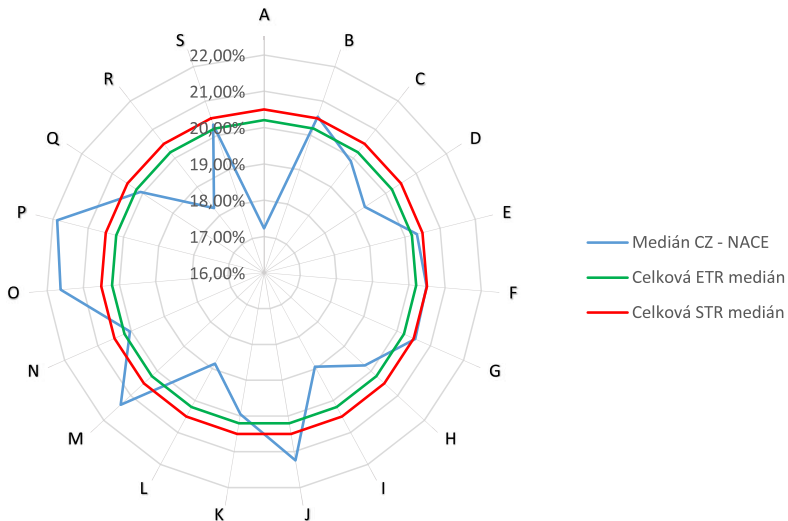 A
S
B
22,00%
R
C
21,00%
Q
20,00%
D
19,00%
P
18,00%
E
17,00%
Medián CZ - NACE
16,00%
Celková ETR medián
O
F
Celková STR medián
N
G
M
H
L
I
K
J